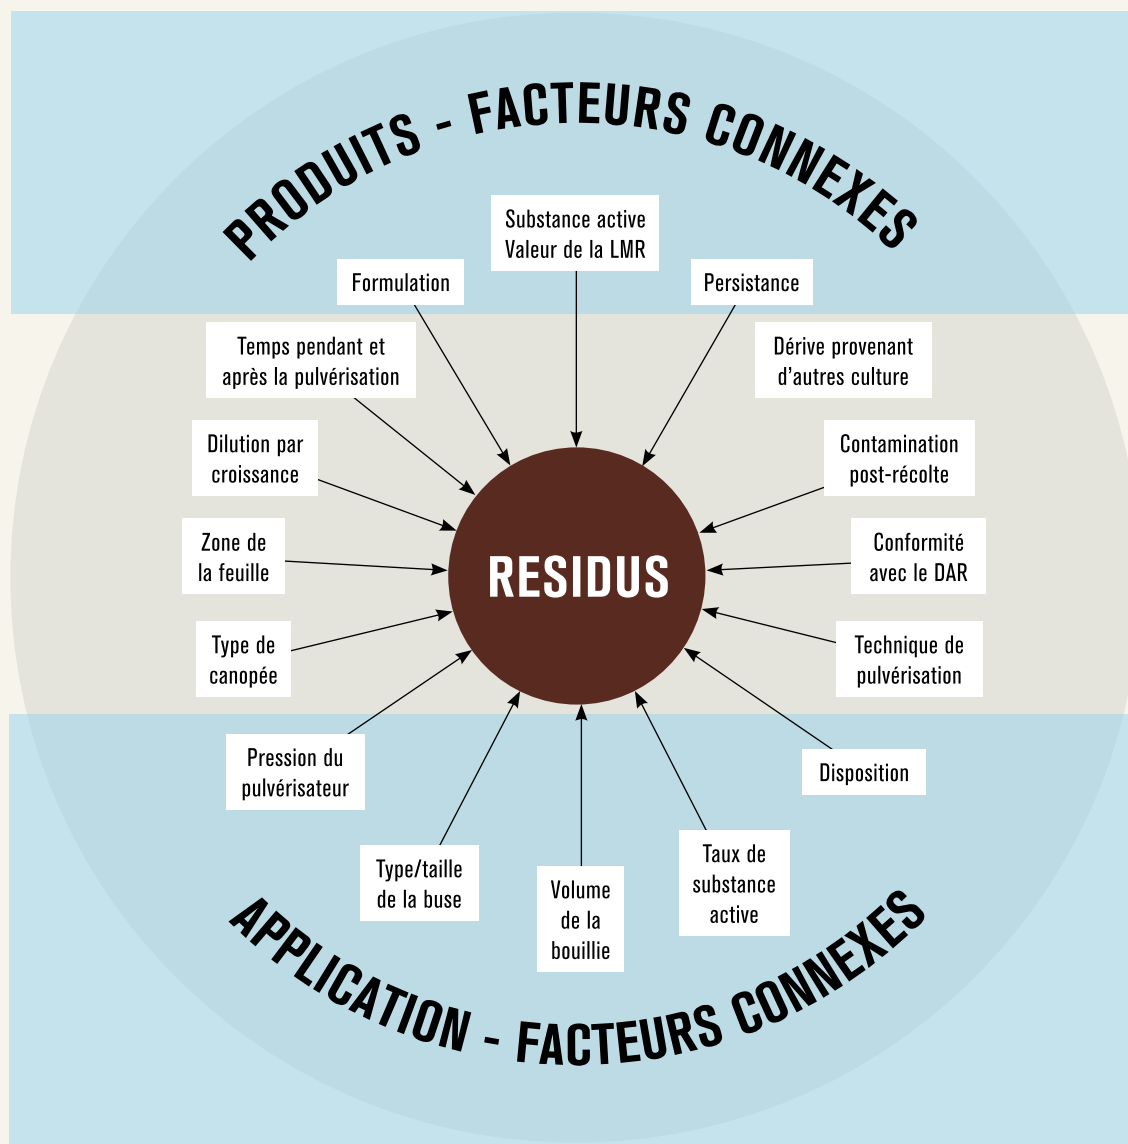 PRODUITS - FACTEURS CONNEXES
Substance active
Valeur de la LMR
Formulation
Persistance
Temps pendant et
après la pulvérisation
Dérive provenant
d’autres culture
Dilution par
croissance
Contamination
post-récolte
Zone de
la feuille
RESIDUS
Conformité
avec le DAR
Type de
canopée
Technique de
pulvérisation
Pression du
pulvérisateur
Disposition
Type/taille
de la buse
Volume
de la
bouillie
Taux de
substance
active
APPLICATION - FACTEURS CONNEXES